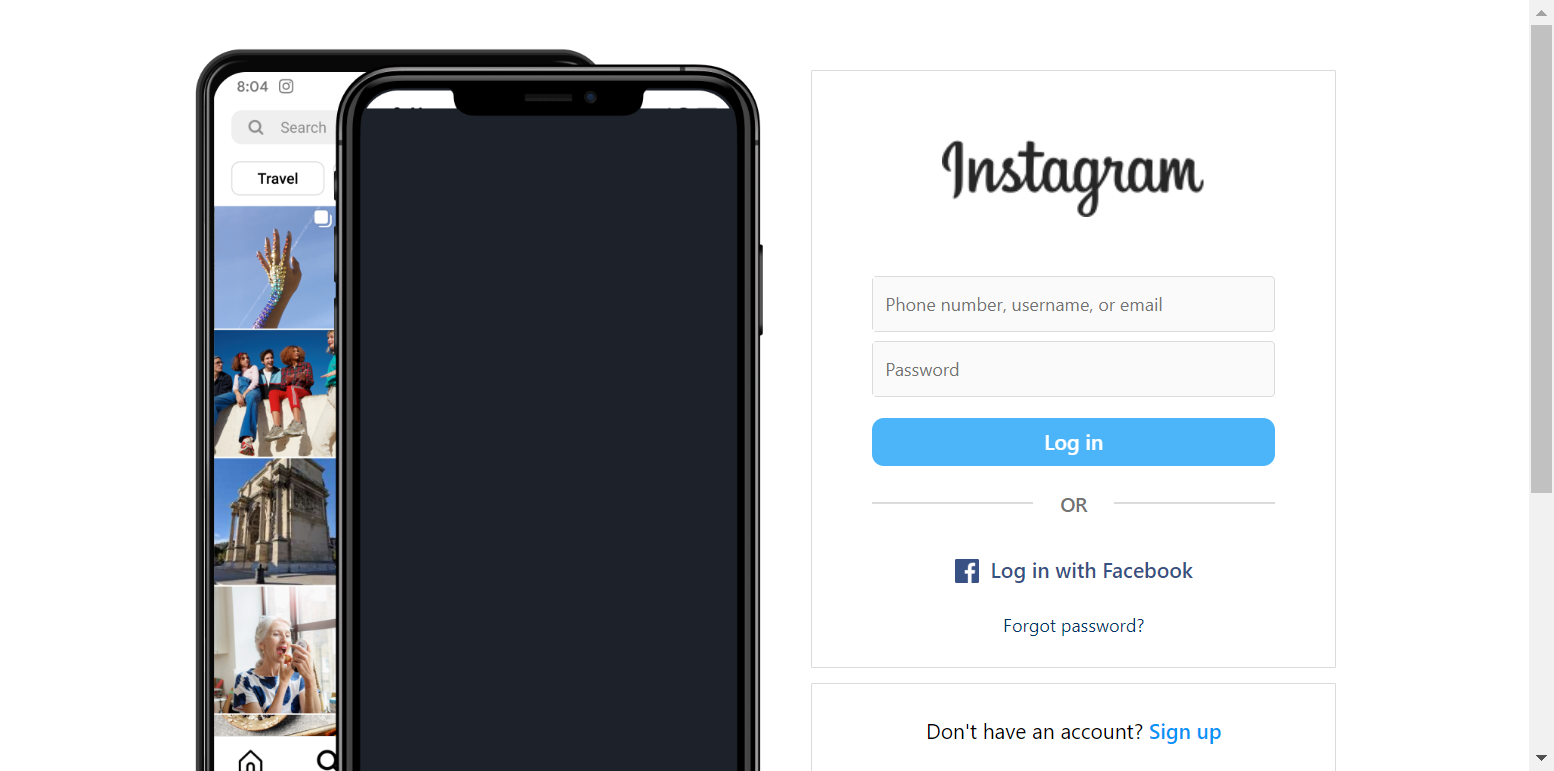 8:04
Search
Travel
Instagram
Phone number, username, or email
Password
Log in
OR
Log in with Facebook
Forgot password?
Don't have an account? Sign up